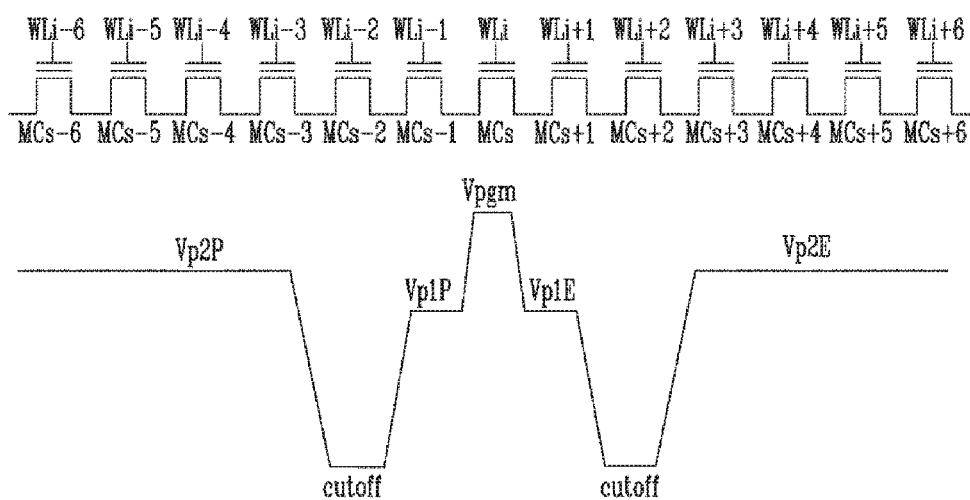 WLi-6 WLi-5 WLi-4 WLi-3 WLi-2 WLi-1 WLi WLi+1 WLi+2 WLi+3 WLi+4 WLi+5 WLi+6
MCs-6 MCs-5 MCs-4 MCs-3 MCs-2 MCs-1 MCs MCs+1 MCs+2 MCs+3 MCs+4 MCs+5 MCs+6
Vpgm
Vp2P Vp2E
Vp1P Vp1E
cutoff cutoff